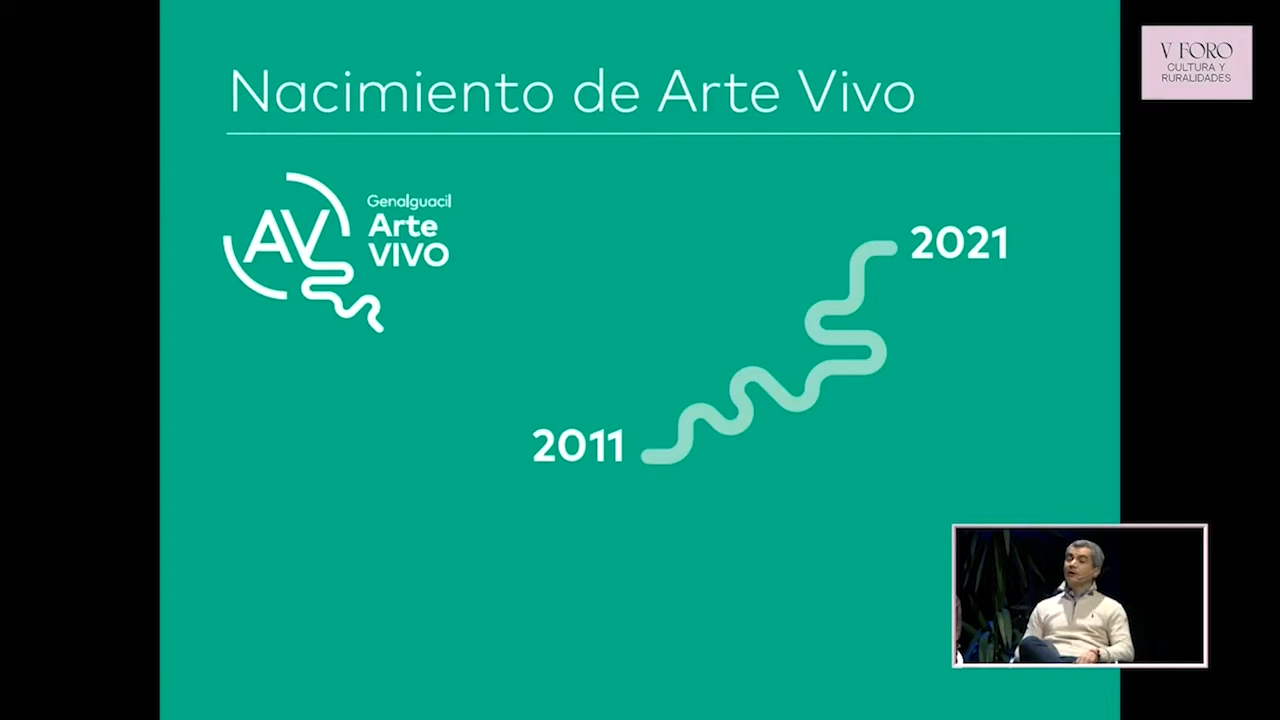 Nacimiento de Arte Vivo
V FORO
CULTURA Y
RURALIDADES
AV
Genalguacil
Arte
VIVO
2021
2011